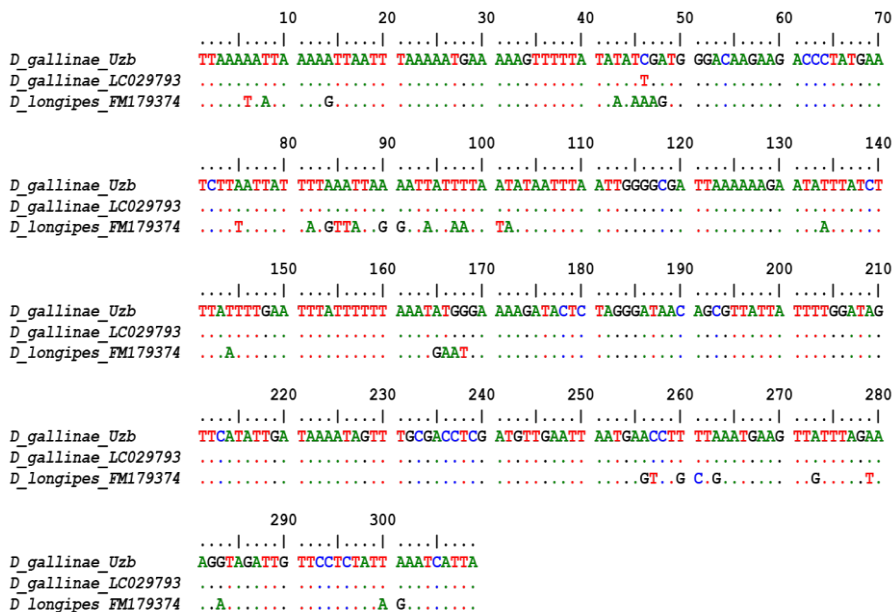 10 20 30 40 50 60 70
....|....| ....|....| ....|....| ....|....| ....|....| ....|....| ....|....|
D_gallinae_Uzb TTAAAAATTA AAAATTAATT TAAAAATGAA AAAGTTTTTA TATATCGATG GGACAAGAAG ACCCTATGAA
D_gallinae_LC029793 .......... .......... .......... .......... .....T.... .......... ..........
D_longipes_FM179374 .....T.A.. ...G...... .......... .......... ..A.AAAG.. .......... ..........
80 90 100 110 120 130 140
....|....| ....|....| ....|....| ....|....| ....|....| ....|....| ....|....|
D_gallinae_Uzb TCTTAATTAT TTTAAATTAA AATTATTTTA ATATAATTTA ATTGGGGCGA TTAAAAAAGA ATATTTATCT
D_gallinae_LC029793 .......... .......... .......... .......... .......... .......... ..........
D_longipes_FM179374 ....T..... .A.GTTA..G C..A..AA.. TA........ .......... .......... ...A......
150 160 170 180 190 200 210
....|....| ....|....| ....|....| ....|....| ....|....| ....|....| ....|....|
D_gallinae_Uzb TTATTTTGAA TTTATTTTTT AAATATGGGA AAAGATACTC TAGGGATAAC AGCGTTATTA TTTTGGATAG
D_gallinae_LC029793 .......... .......... .......... .......... .......... .......... ..........
D_longipes_FM179374 ...A...... .......... ....GAAT.. .......... .......... .......... ..........
220 230 240 250 260 270 280
....|....| ....|....| ....|....| ....|....| ....|....| ....|....| ....|....|
D_gallinae_Uzb TTCATATTGA TAAAATAGTT TGCGACCTCG ATGTTGAATT AATGAACCTT TTAAATGAAG TTATTTAGAA
D_gallinae_LC029793 .......... .......... .......... .......... .......... .......... ..........
D_longipes_FM179374 .......... .......... .......... .......... .....GT..G C.G....... ..G.....T.
290 300
....|....| ....|....| ....|....
D_gallinae_Uzb AGGTAGATTG TTCCTCTATT AAATCATTA
D_gallinae_LC029793 .......... .......... .........
D_longipes_FM179374 ..A....... .........A G........